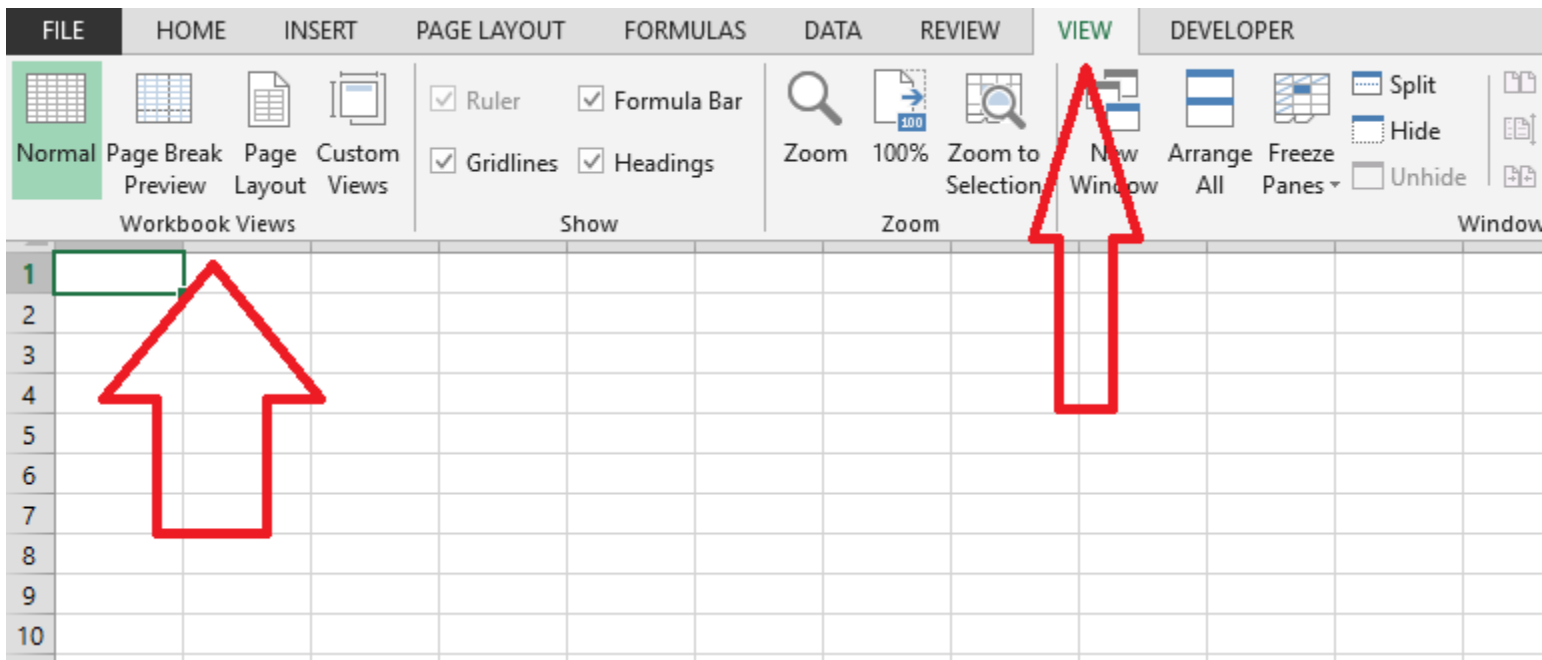 FILE HOME INSERT PAGE LAYOUT FORMULAS DATA REVIEW VIEW DEVELOPER
Normal
Page Break
Preview
Page
Layout
Custom
Views
Workbook Views
Ruler
Formula Bar
Gridlines
Headings
Show
Zoom
100
100%
Zoom to
Selection
Zoom
New
Window
Arrange
All
Freeze
Panes
Split
Hide
Unhide
Window
1
2
3
4
5
6
7
8
9
10